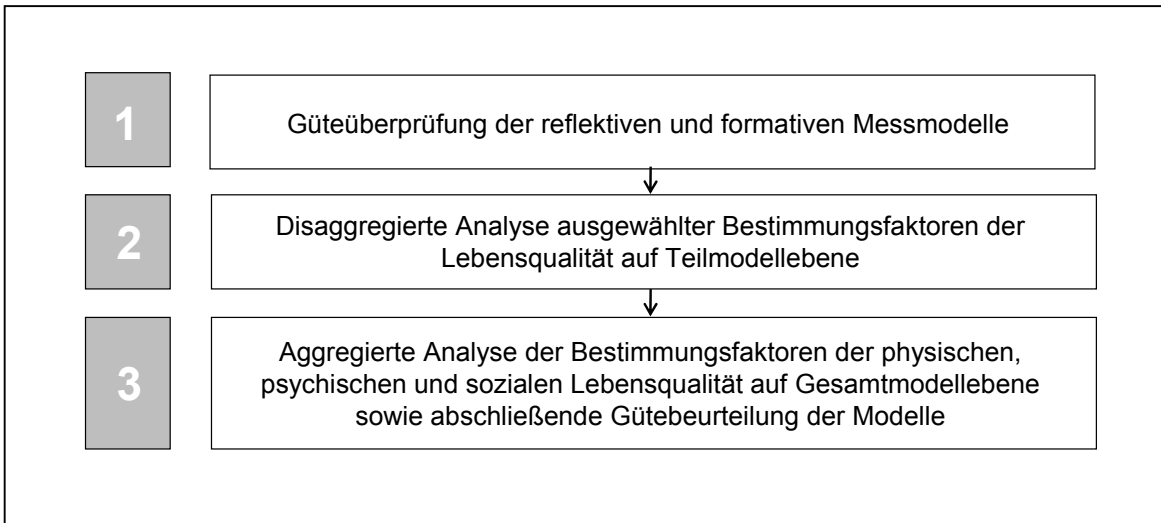 1
Güteüberprüfung der reflektiven und formativen Messmodelle
2
Disaggregierte Analyse ausgewählter Bestimmungsfaktoren der
Lebensqualität auf Teilmodellebene
3
Aggregierte Analyse der Bestimmungsfaktoren der physischen,
psychischen und sozialen Lebensqualität auf Gesamtmodellebene
sowie abschließende Gütebeurteilung der Modelle